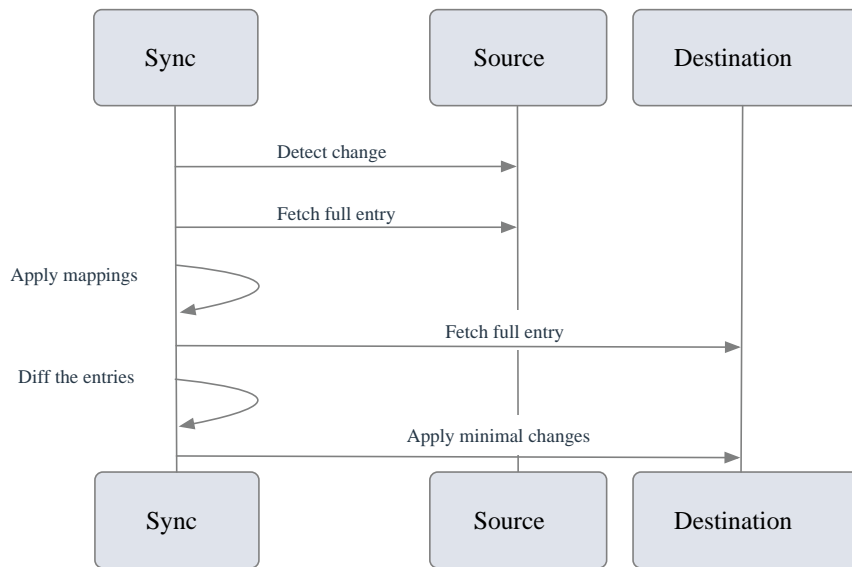 Sync
Source
Destination
Detect change
Fetch full entry
Apply mappings
Fetch full entry
Diff the entries
Apply minimal changes
Sync
Source
Destination